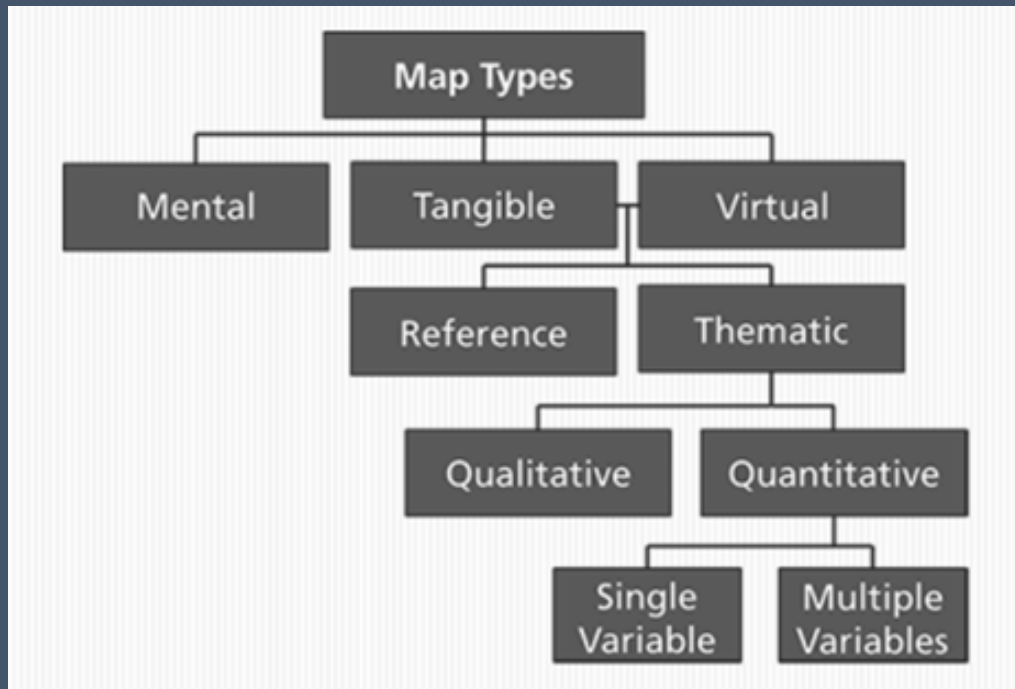 Map Types
Mental
Tangible
Virtual
Reference
Thematic
Qualitative
Quantitative
Single
Variable
Multiple
Variables